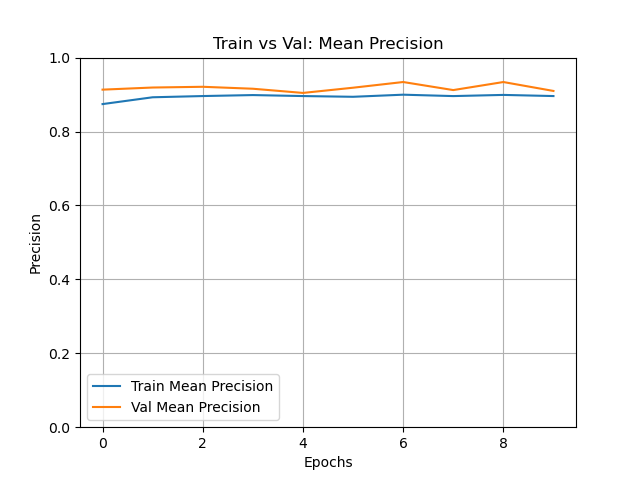 Train vs Val: Mean Precision
1.0
0.8
0.6
0.4
0.2
0.0
Precision
Train Mean Precision
Val Mean Precision
0 2 4 6 8
Epochs